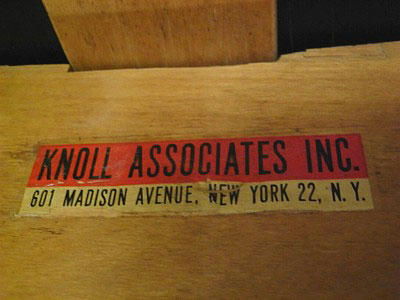 KNOLL ASSOCIATES INC.
601 MADISON AVENUE, NEW YORK 22, N. Y.